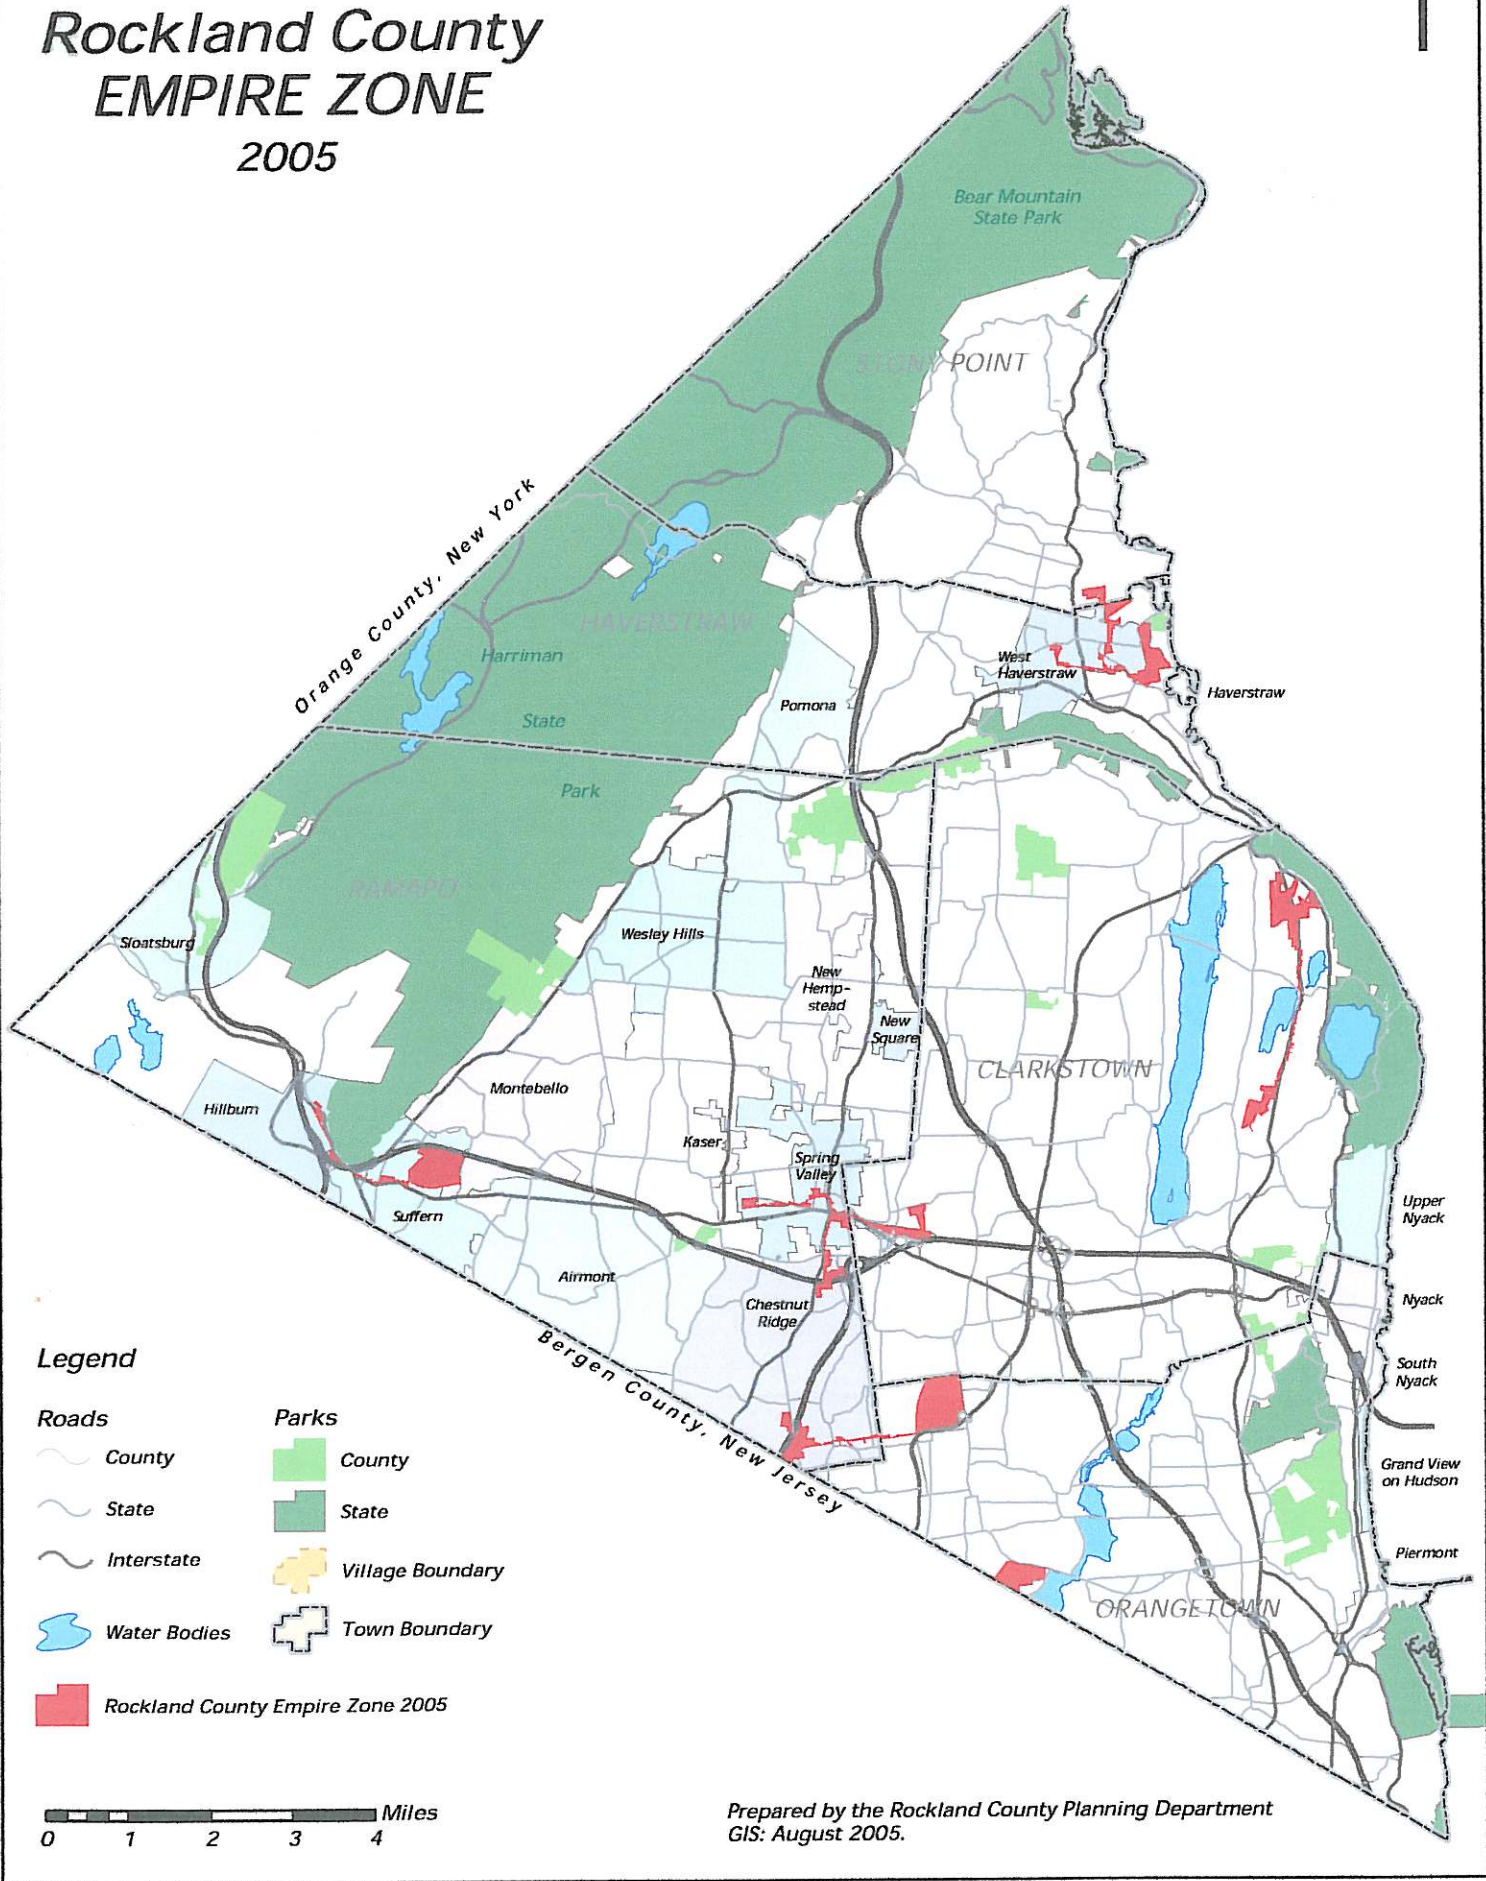 Rockland County
EMPIRE ZONE
2005
Bear Mountain
State Park
STONY POINT
Orange County, New York
HAVERSTRAW
Harriman
State
Park
West
Haverstraw
Haverstraw
Pomona
RAMAPO
Sloatsburg
Wesley Hills
New
Hemp-
stead
New
Square
CLARKSTOWN
Montebello
Hillburn
Kaser
Spring
Valley
Suffern
Airmont
Chestnut
Ridge
Upper
Nyack
Nyack
South
Nyack
Grand View
on Hudson
Piermont
ORANGETOWN
Bergen County, New Jersey
Legend
Roads
Parks
County
County
State
State
Interstate
Village Boundary
Water Bodies
Town Boundary
Rockland County Empire Zone 2005
Miles
0 1 2 3 4
Prepared by the Rockland County Planning Department
GIS: August 2005.